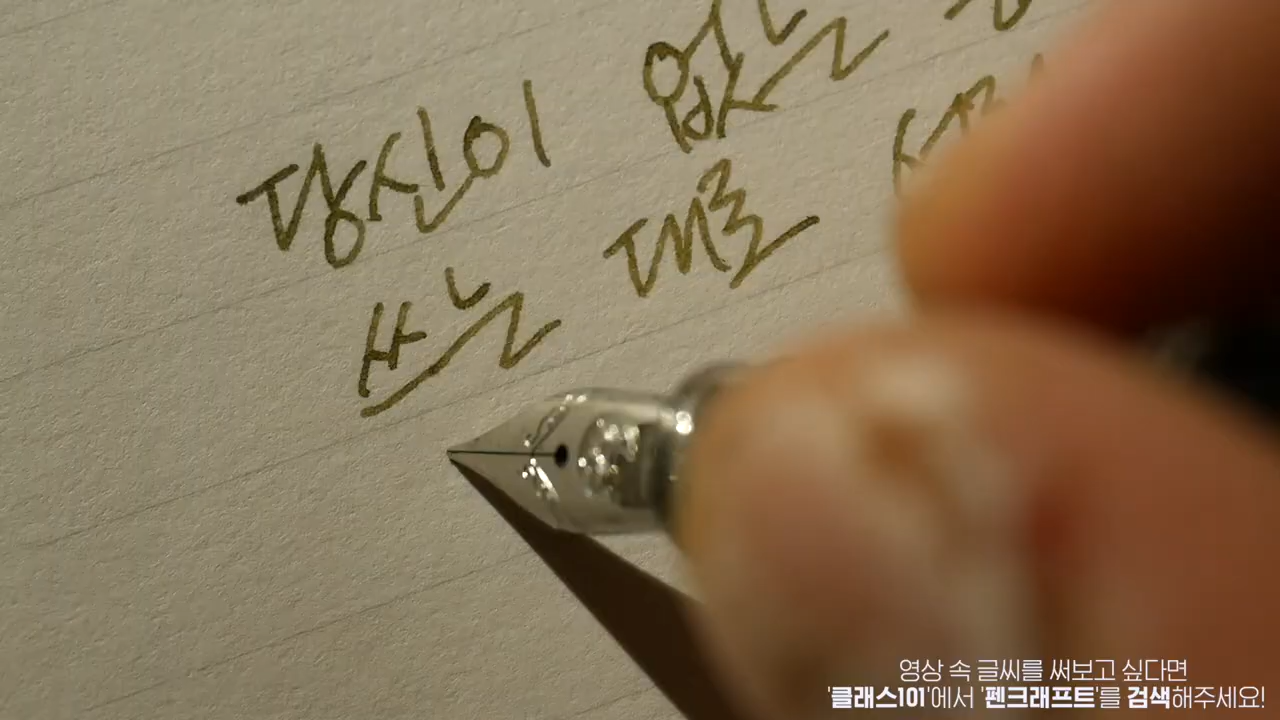 당신이 없는
쓰는 대로
영상 속 글씨를 써보고 싶다면
'클래스101'에서 '펜크래프트'를 검색해주세요!